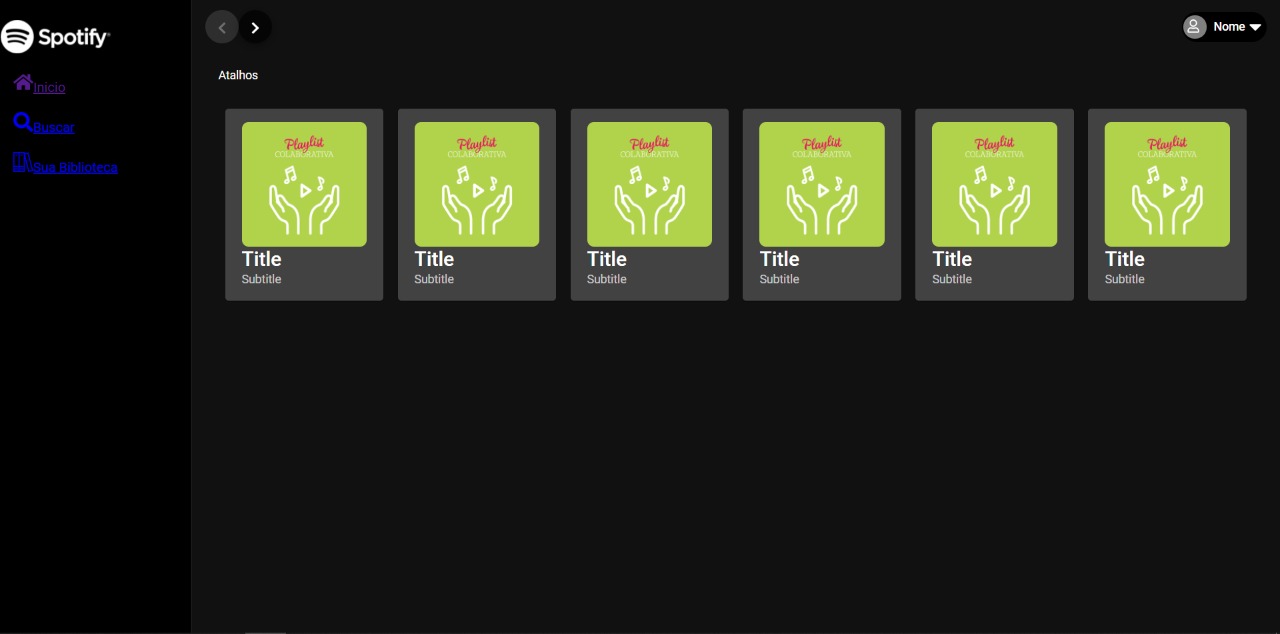 Spotify
Nome
Inicio
Buscar
Sua Biblioteca
Atalhos
Playlist
COLABORATIVA
Title
Subtitle
Playlist
COLABORATIVA
Title
Subtitle
Playlist
COLABORATIVA
Title
Subtitle
Playlist
COLABORATIVA
Title
Subtitle
Playlist
COLABORATIVA
Title
Subtitle
Playlist
COLABORATIVA
Title
Subtitle